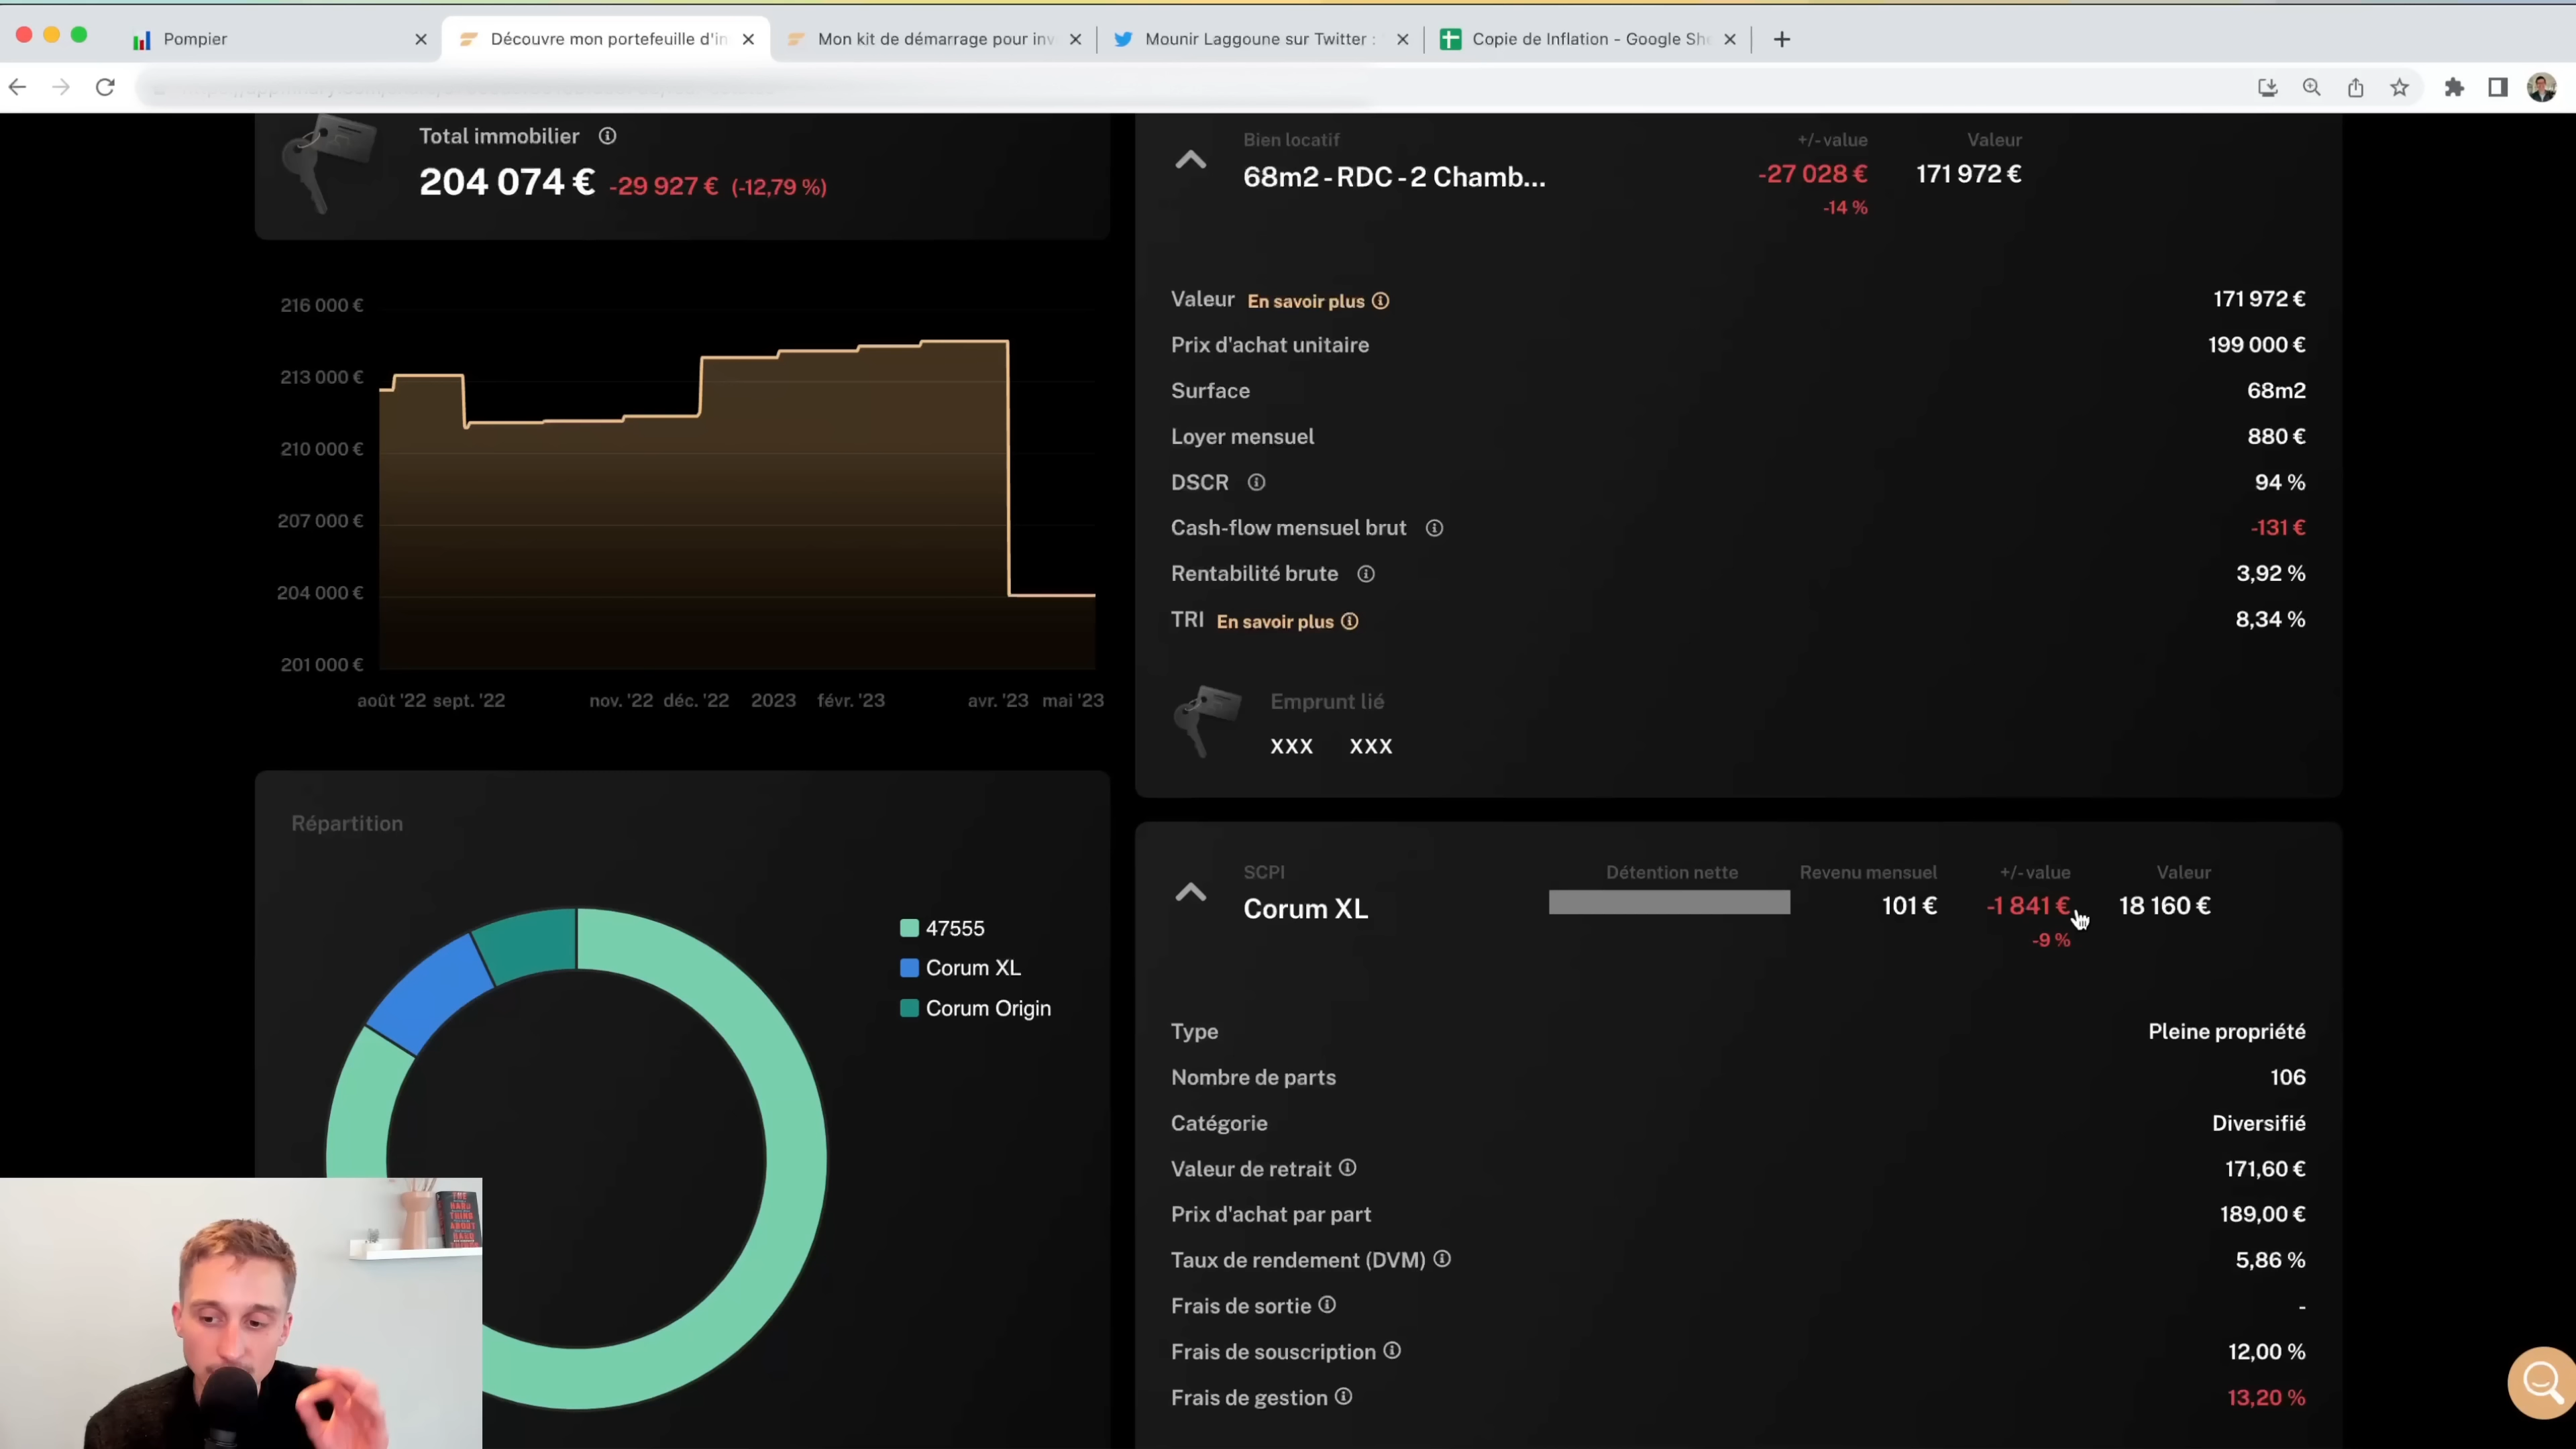 Pompier
Découvre mon portefeuille d'in
Mon kit de démarrage pour inv
Mounir Laggoune sur Twitter :
Copie de Inflation - Google She
Total immobilier
204 074 € -29 927 € (-12,79 %)
216 000 €
213 000 €
210 000 €
207 000 €
204 000 €
201 000 €
août '22 sept. '22 nov. '22 déc. '22 2023 févr. '23 avr. '23 mai '23
Répartition
47555
Corum XL
Corum Origin
Bien locatif +/-value Valeur
68m2 - RDC - 2 Chamb... -27 028 € 171 972 €
-14 %
Valeur En savoir plus 171 972 €
Prix d'achat unitaire 199 000 €
Surface 68m2
Loyer mensuel 880 €
DSCR 94 %
Cash-flow mensuel brut -131 €
Rentabilité brute 3,92 %
TRI En savoir plus 8,34 %
Emprunt lié
XXX XXX
SCPI Détention nette Revenu mensuel +/-value Valeur
Corum XL 101 € -1 841 € 18 160 €
-9 %
Type Pleine propriété
Nombre de parts 106
Catégorie Diversifié
Valeur de retrait 171,60 €
Prix d'achat par part 189,00 €
Taux de rendement (DVM) 5,86 %
Frais de sortie -
Frais de souscription 12,00 %
Frais de gestion 13,20 %
THE
HARD
THING
ABOUT
HARD
THINGS